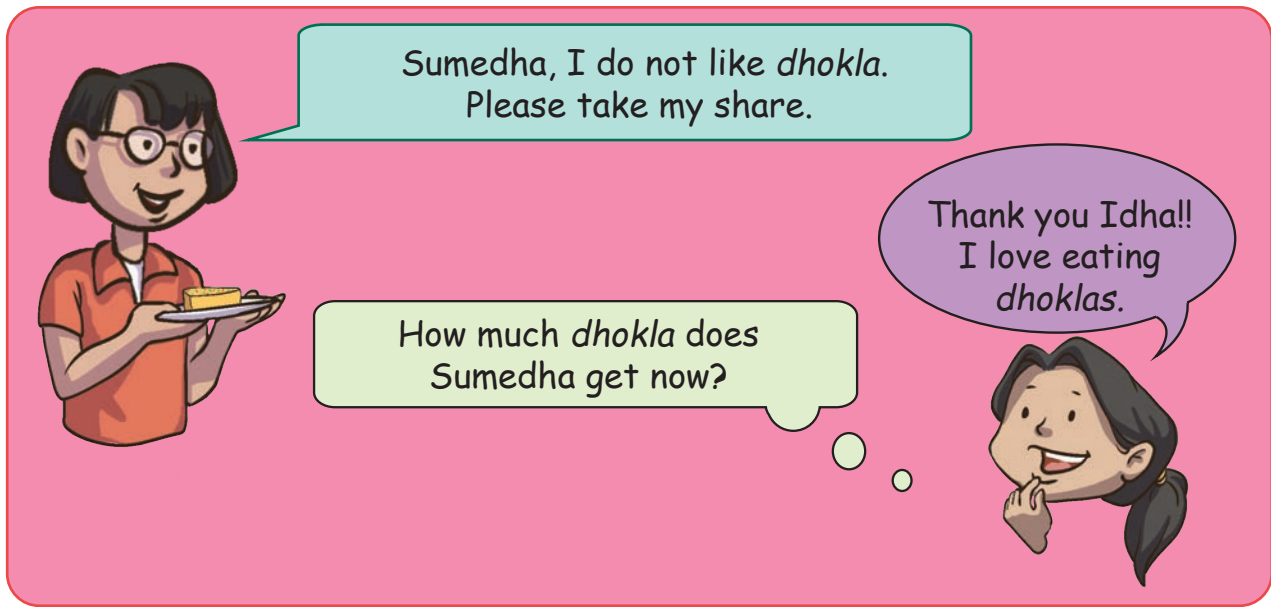 Sumedha, I do not like dhokla.
Please take my share.
Thank you Idha!!
I love eating
dhoklas.
How much dhokla does
Sumedha get now?